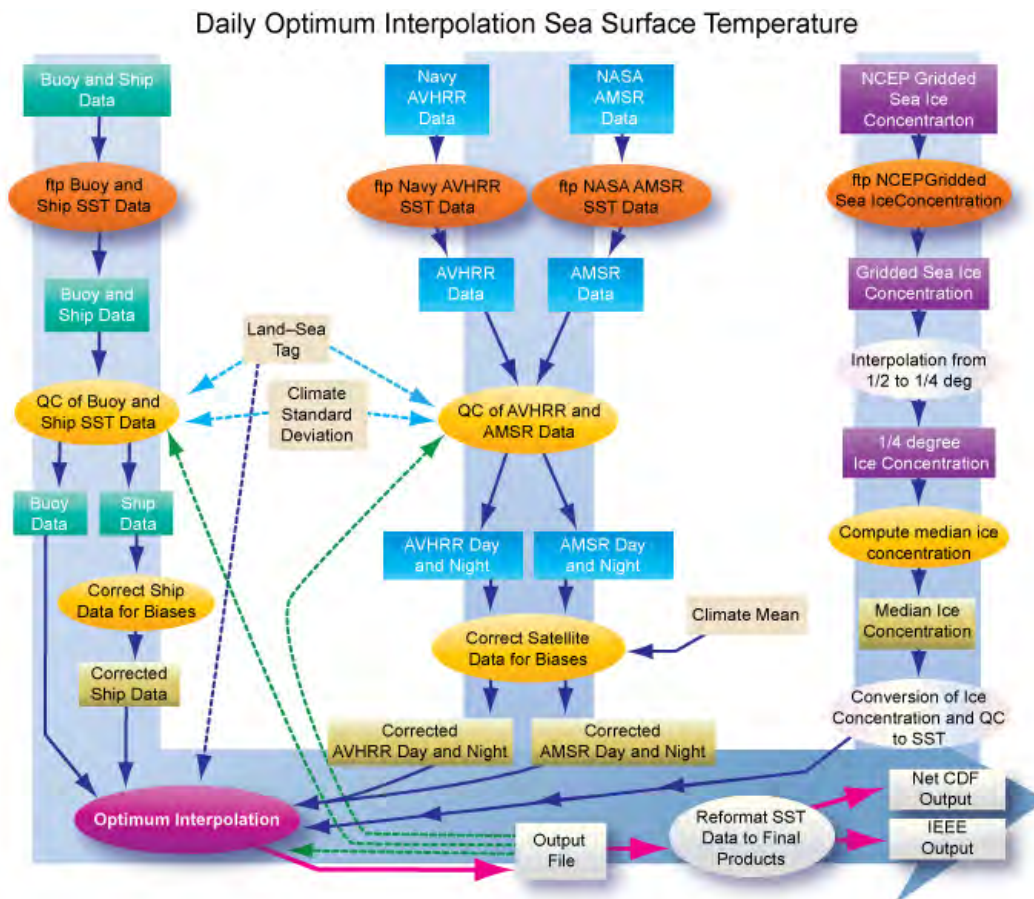 Daily Optimum Interpolation Sea Surface Temperature
Buoy and Ship
Data
Navy
AVHRR
Data
NASA
AMSR
Data
NCEP Gridded
Sea Ice
Concentrarton
ftp Buoy and
Ship SST Data
ftp Navy AVHRR
SST Data
ftp NASA AMSR
SST Data
ftp NCEPGridded
Sea IceConcentration
Buoy and
Ship Data
AVHRR
Data
AMSR
Data
Gridded Sea Ice
Concentration
Land–Sea
Tag
Interpolation from
1/2 to 1/4 deg
QC of Buoy and
Ship SST Data
Climate
Standard
Deviation
QC of AVHRR and
AMSR Data
1/4 degree
Ice Concentration
Buoy
Data
Ship
Data
AVHRR Day
and Night
AMSR Day
and Night
Compute median ice
concentration
Correct Ship
Data for Biases
Correct Satellite
Data for Biases
Climate Mean
Median Ice
Concentration
Corrected
Ship Data
Corrected
AVHRR Day and Night
Corrected
AMSR Day and Night
Conversion of Ice
Concentration and QC
to SST
Optimum Interpolation
Output
File
Reformat SST
Data to Final
Products
Net CDF
Output
IEEE
Output